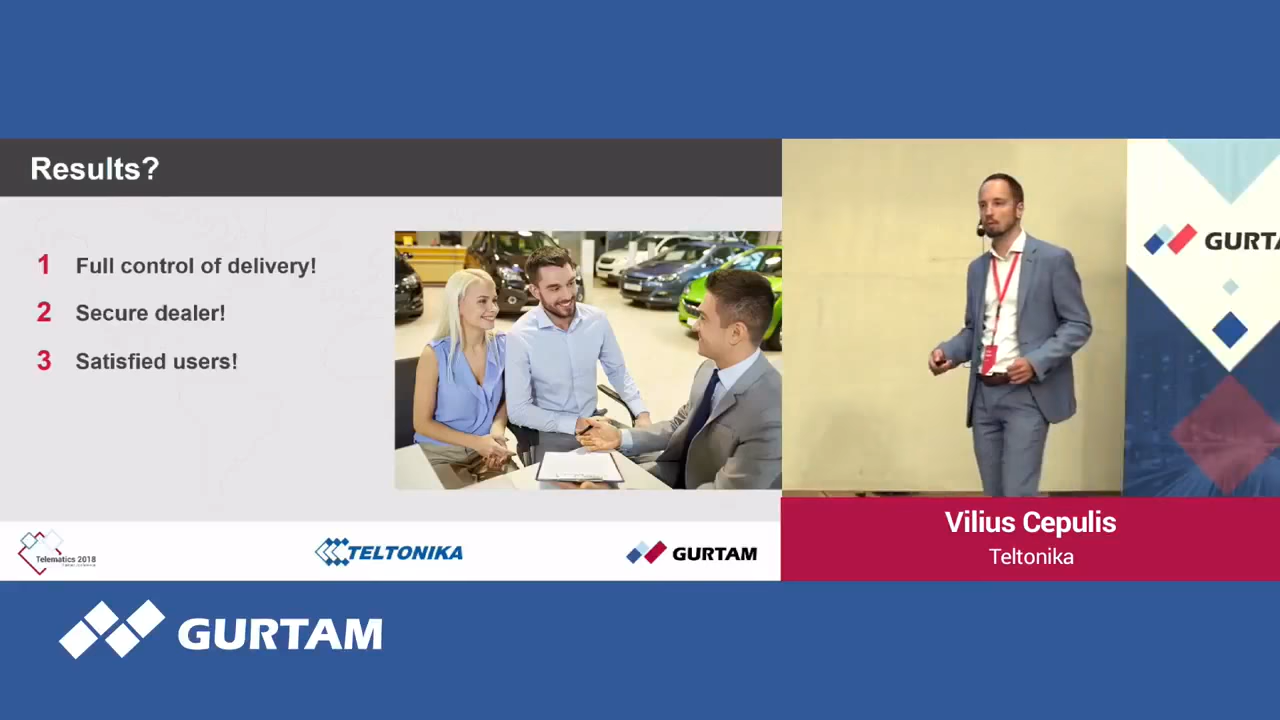 Results?
1 Full control of delivery!
2 Secure dealer!
3 Satisfied users!
Telematics 2018
TELTONIKA
GURTAM
GURTA
Vilius Cepulis
Teltonika
GURTAM